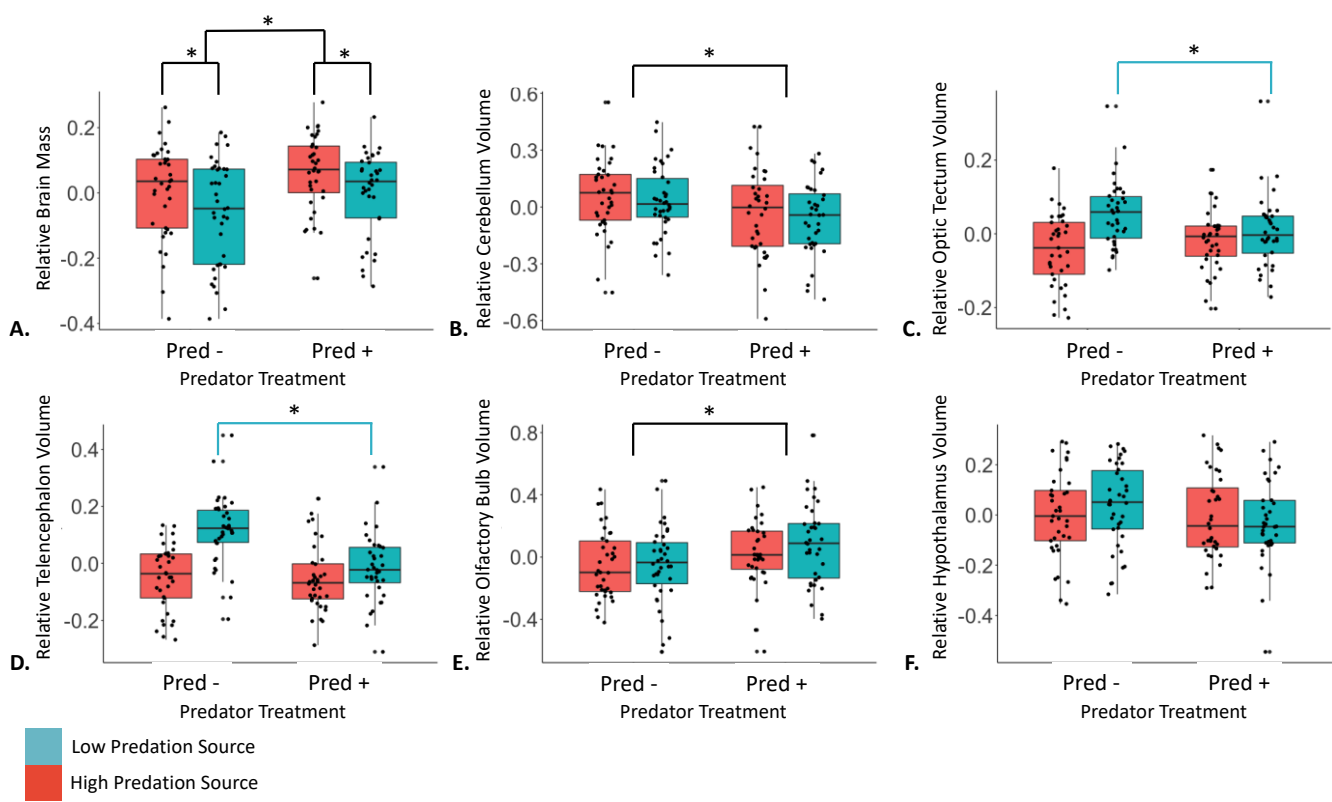 *
*
*
Relative Brain Mass
0.2
0.0
-0.2
-0.4
A.
Pred -
Pred +
Predator Treatment
*
Relative Cerebellum Volume
0.6
0.3
0.0
-0.3
-0.6
B.
Pred -
Pred +
Predator Treatment
*
Relative Optic Tectum Volume
0.2
0.0
-0.2
C.
Pred -
Pred +
Predator Treatment
*
Relative Telencephalon Volume
0.4
0.2
0.0
-0.2
D.
Pred -
Pred +
Predator Treatment
*
Relative Olfactory Bulb Volume
0.8
0.4
0.0
-0.4
E.
Pred -
Pred +
Predator Treatment
Relative Hypothalamus Volume
0.2
0.0
-0.2
-0.4
F.
Pred -
Pred +
Predator Treatment
Low Predation Source
High Predation Source